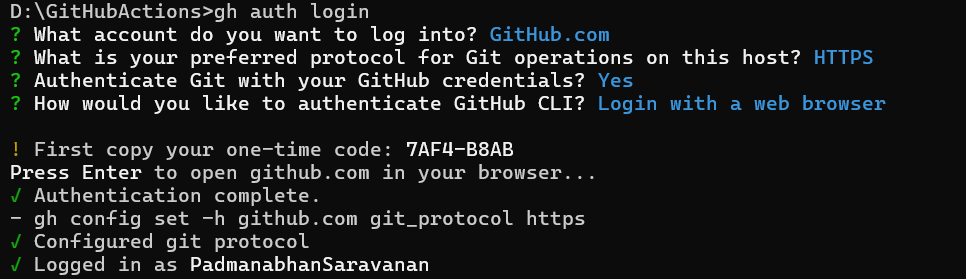 D:\GitHubActions>gh auth login
? What account do you want to log into? GitHub.com
? What is your preferred protocol for Git operations on this host? HTTPS
? Authenticate Git with your GitHub credentials? Yes
? How would you like to authenticate GitHub CLI? Login with a web browser
! First copy your one-time code: 7AF4-B8AB
Press Enter to open github.com in your browser...
✓ Authentication complete.
- gh config set -h github.com git_protocol https
✓ Configured git protocol
✓ Logged in as PadmanabhanSaravanan